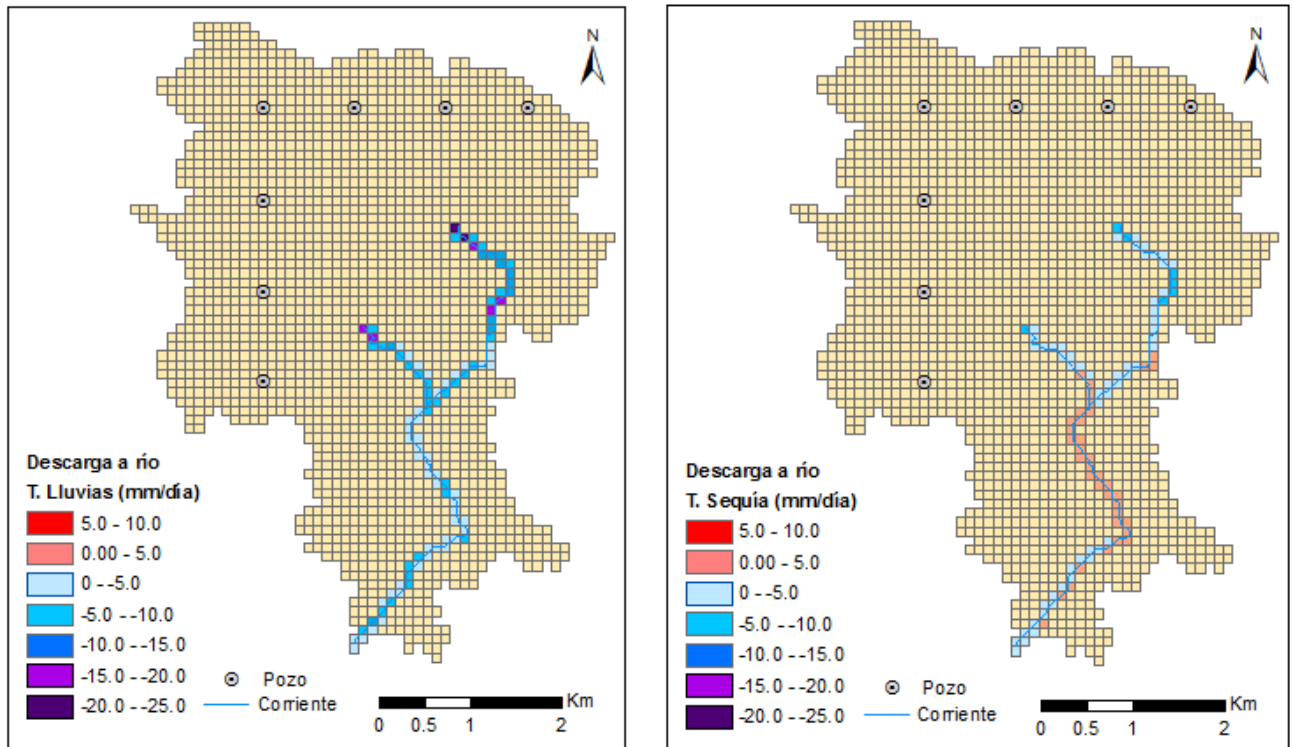 N
Descarga a río
T. Lluvias (mm/día)
5.0 - 10.0
0.00 - 5.0
0 - -5.0
-5.0 - -10.0
-10.0 - -15.0
-15.0 - -20.0
-20.0 - -25.0
Pozo
Corriente
Km
0 0.5 1 2
N
Descarga a río
T. Sequia (mm/día)
5.0 - 10.0
0.00 - 5.0
0 - -5.0
-5.0 - -10.0
-10.0 - -15.0
-15.0 - -20.0
-20.0 - -25.0
Pozo
Corriente
Km
0 0.5 1 2